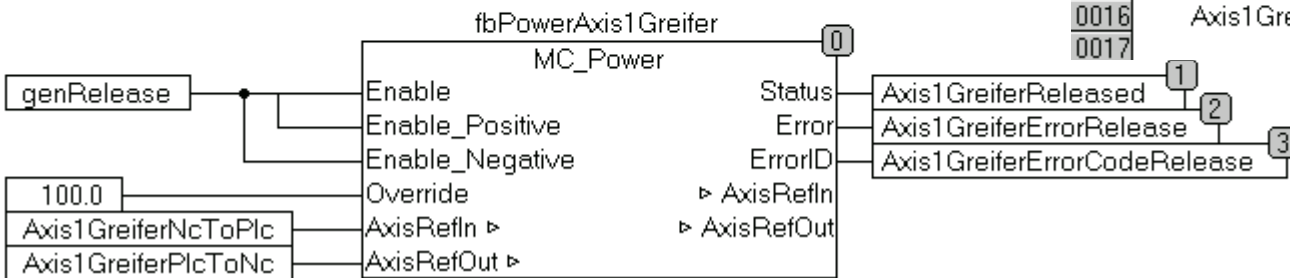 fbPowerAxis1Greifer
0
0016 Axis1Gre
0017
MC_Power
genRelease
Enable
Status
Axis1GreiferReleased
1
Enable_Positive
Error
Axis1GreiferErrorRelease
2
Enable_Negative
ErrorID
Axis1GreiferErrorCodeRelease
3
100.0
Override
▹ AxisRefIn
Axis1GreiferNcToPlc
AxisRefIn ▹
▹ AxisRefOut
Axis1GreiferPlcToNc
AxisRefOut ▹